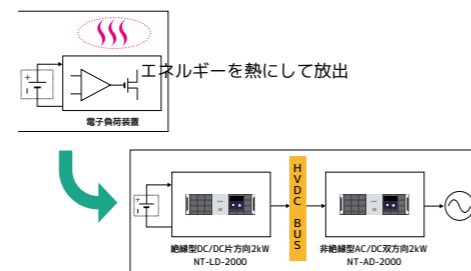 エネルギーを熱にして放出
電子負荷装置
HVDC BUS
絶縁型DC/DC片方向2kW
NT-LD-2000
非絶縁型AC/DC双方向2kW
NT-AD-2000